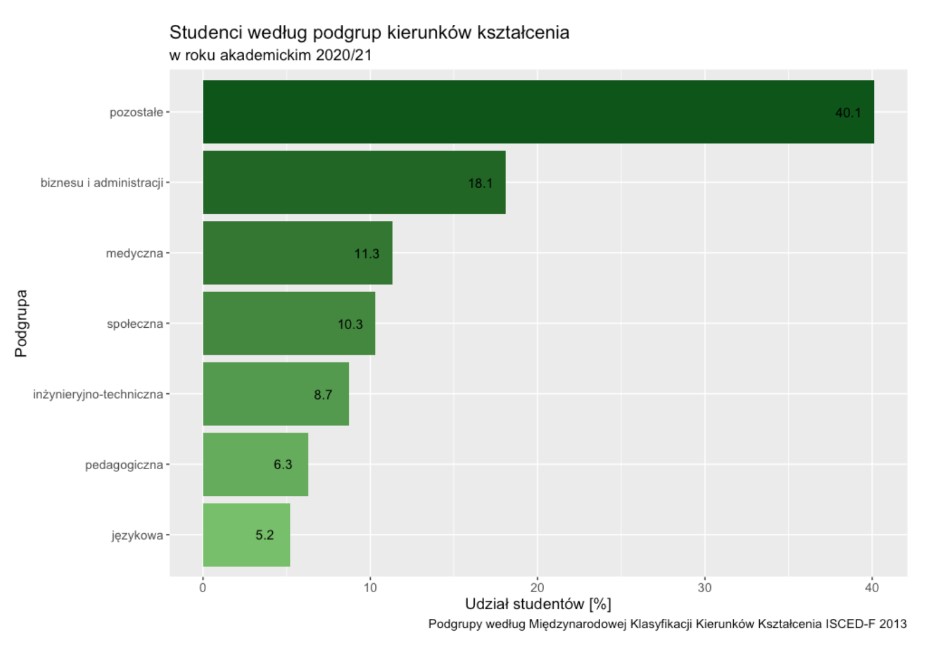 Studenci według podgrup kierunków kształcenia
w roku akademickim 2020/21
pozostałe
40.1
biznesu i administracji
18.1
medyczna
11.3
społeczna
10.3
inżynieryjno-techniczna
8.7
pedagogiczna
6.3
językowa
5.2
Podgrupa
0 10 20 30 40
Udział studentów [%]
Podgrupy według Międzynarodowej Klasyfikacji Kierunków Kształcenia ISCED-F 2013